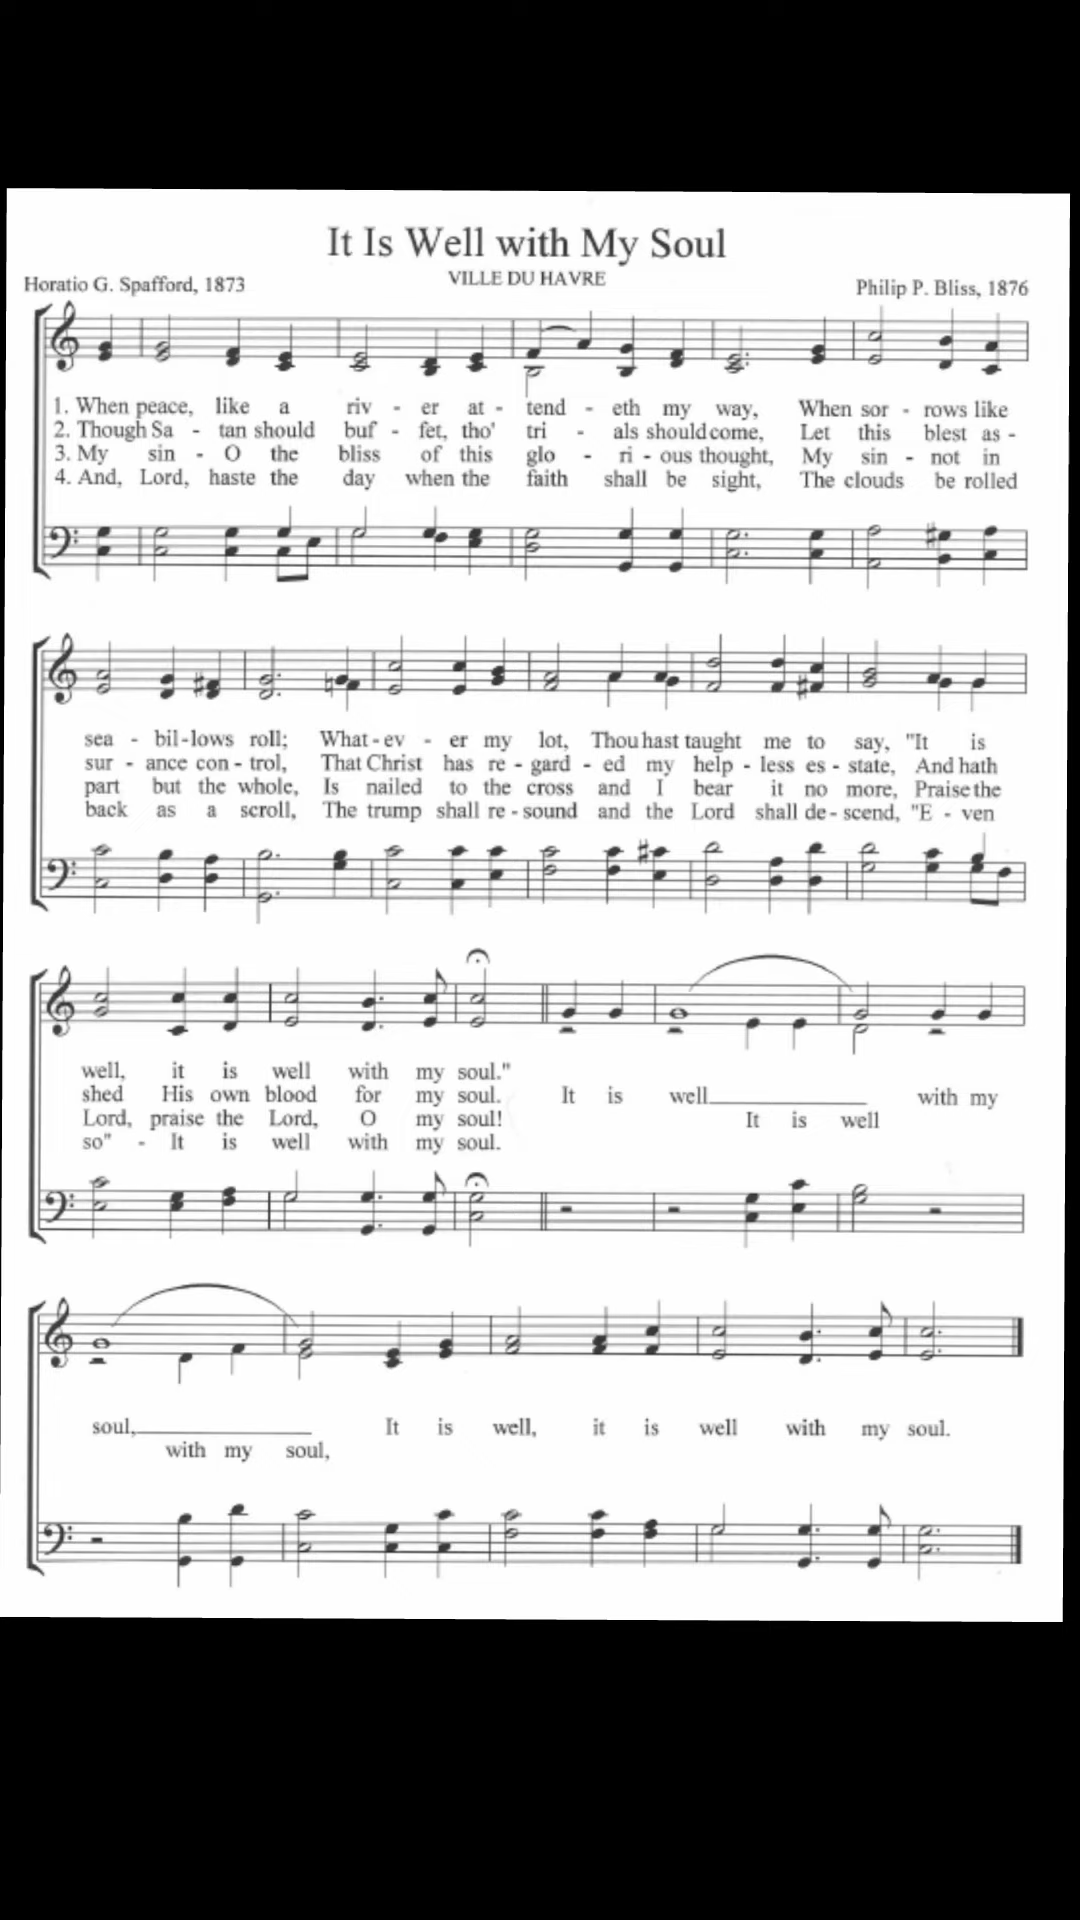 It Is Well with My Soul
VILLE DU HAVRE
Horatio G. Spafford, 1873
Philip P. Bliss, 1876
1. When peace, like a riv - er at - tend - eth my way, When sor - rows like
2. Though Sa - tan should buf - fet, tho' tri - als should come, Let this blest as -
3. My sin - O the bliss of this glo - ri - ous thought, My sin - not in
4. And, Lord, haste the day when the faith shall be sight, The clouds be rolled
sea - bil - lows roll; What - ev - er my lot, Thou hast taught me to say, "It is
sur - ance con - trol, That Christ has re - gard - ed my help - less es - state, And hath
part but the whole, Is nailed to the cross and I bear it no more, Praise the
back as a scroll, The trump shall re - sound and the Lord shall de - scend, "E - ven
well, it is well with my soul."
shed His own blood for my soul. It is well with my
Lord, praise the Lord, O my soul! It is well
so" - It is well with my soul.
soul, It is well, it is well with my soul.
with my soul,